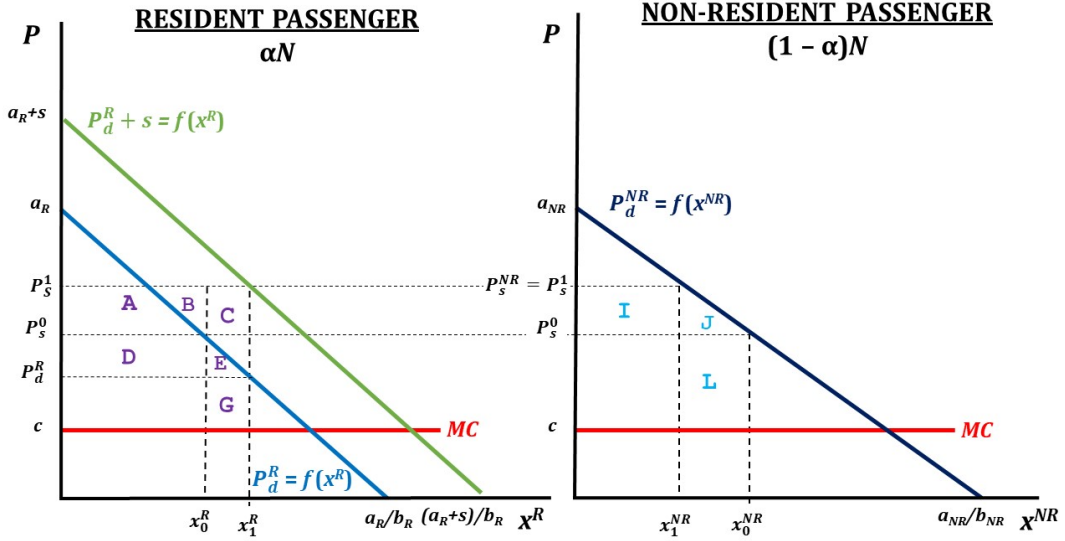 RESIDENT PASSENGER
αN
P
a_R+s
P_d^R + s = f(x^R)
a_R
P_s^1
A
B
C
P_s^0
D
E
P_d^R
G
c
MC
P_d^R = f(x^R)
x_0^R
x_1^R
a_R/b_R
(a_R+s)/b_R
x^R
NON-RESIDENT PASSENGER
(1 – α)N
P
a_NR
P_d^NR = f(x^NR)
P_s^NR = P_s^1
I
J
P_s^0
L
c
MC
x_1^NR
x_0^NR
a_NR/b_NR
x^NR